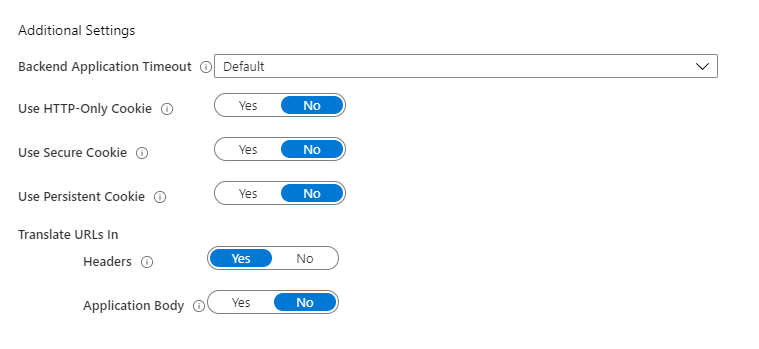 Additional Settings
Backend Application Timeout Default
Use HTTP-Only Cookie Yes No
Use Secure Cookie Yes No
Use Persistent Cookie Yes No
Translate URLs In
Headers Yes No
Application Body Yes No